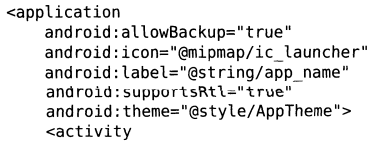 <application
android:allowBackup="true"
android:icon="@mipmap/ic_launcher"
android:label="@string/app_name"
android:supportsRtl="true"
android:theme="@style/AppTheme">
<activity